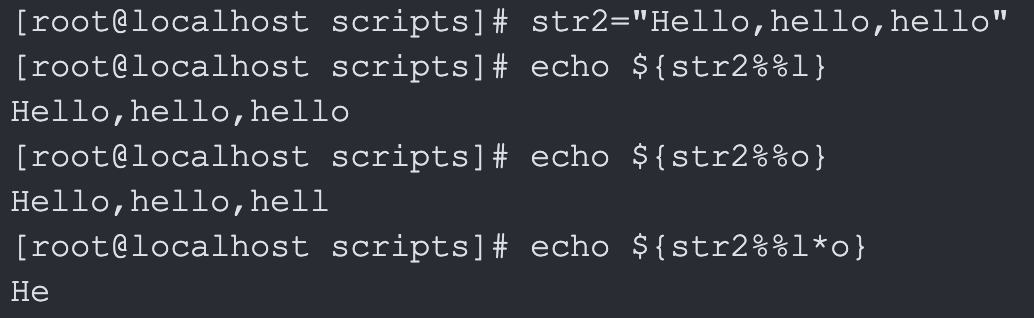 [root@localhost scripts]# str2="Hello,hello,hello"
[root@localhost scripts]# echo ${str2%%l}
Hello,hello,hello
[root@localhost scripts]# echo ${str2%%o}
Hello,hello,hell
[root@localhost scripts]# echo ${str2%%l*o}
He